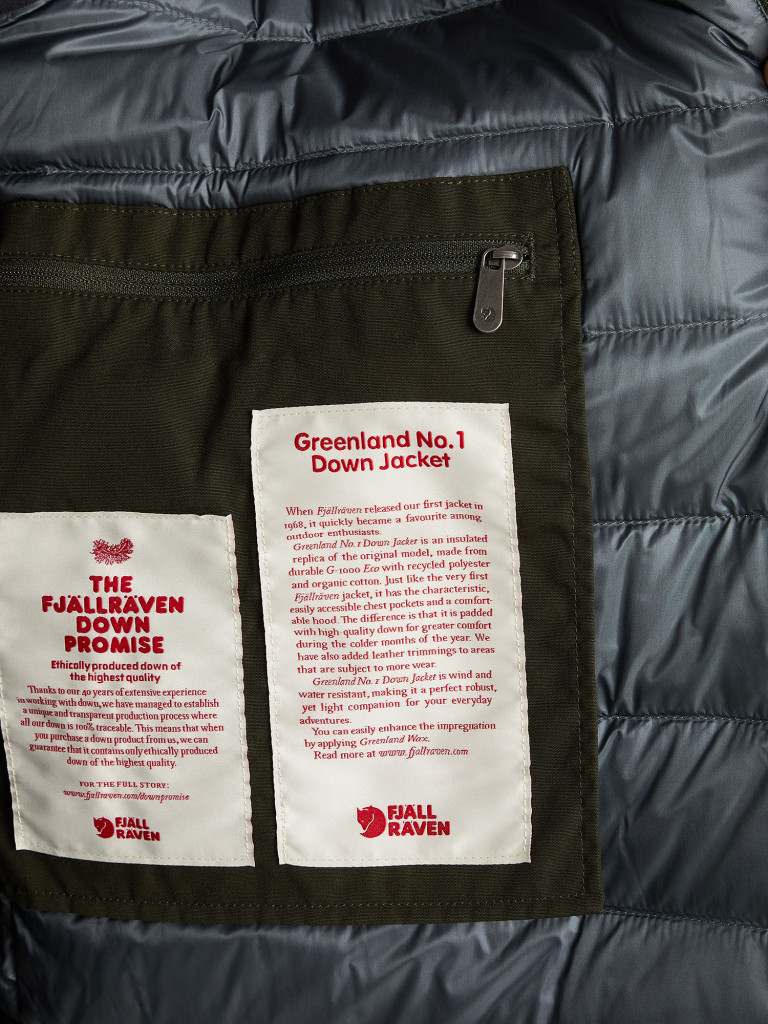 THE
FJÄLLRÄVEN
DOWN
PROMISE
Ethically produced down of
the highest quality
Thanks to our 40 years of extensive experience
in working with down, we have managed to establish
a unique and transparent production process where
all our down is 100% traceable. This means that when
you purchase a down product from us, we can
guarantee that it contains only ethically produced
down of the highest quality.
FOR THE FULL STORY:
www.fjallraven.com/downpromise
FJÄLL
RÄVEN
Greenland No.1
Down Jacket
When Fjällräven released our first jacket in
1968, it quickly became a favourite among
outdoor enthusiasts.
Greenland No. 1 Down Jacket is an insulated
replica of the original model, made from
durable G-1000 Eco with recycled polyester
and organic cotton. Just like the very first
Fjällräven jacket, it has the characteristic,
easily accessible chest pockets and a comfort-
able hood. The difference is that it is padded
with high-quality down for greater comfort
during the colder months of the year. We
have also added leather trimmings to areas
that are subject to more wear.
Greenland No. 1 Down Jacket is wind and
water resistant, making it a perfect robust,
yet light companion for your everyday
adventures.
You can easily enhance the impregnation
by applying Greenland Wax.
Read more at www.fjallraven.com
FJÄLL
RÄVEN